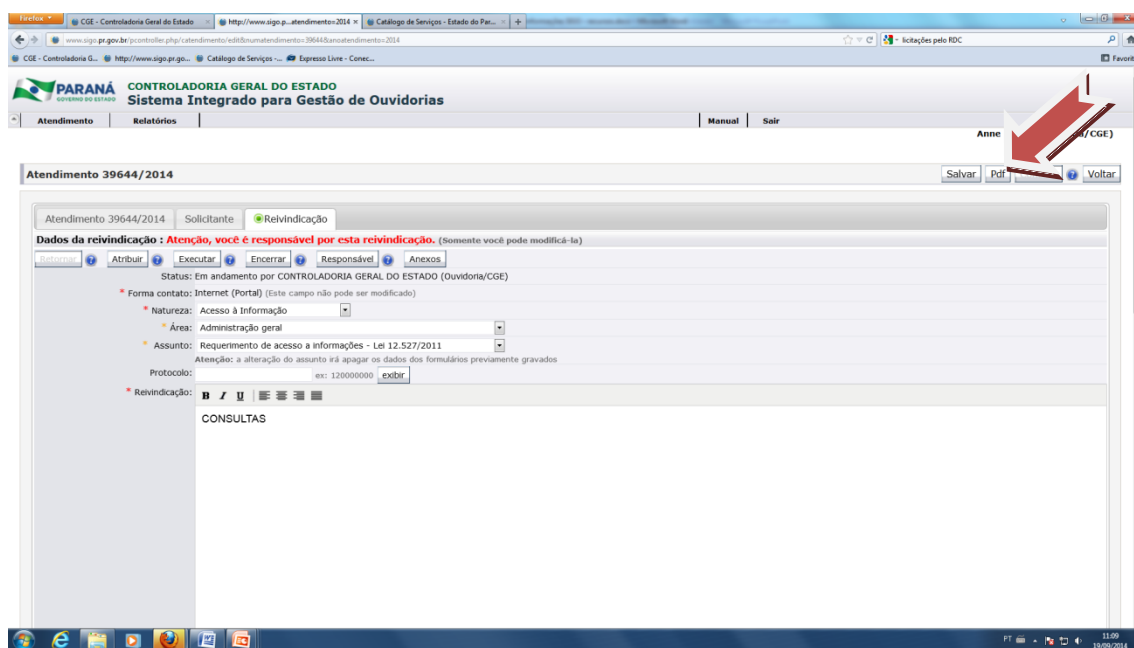 Firefox
CGE - Controladoria Geral do Estado
http://www.sigo.p...atendimento=2014 ×
Catálogo de Serviços - Estado do Par... ×
+
www.sigo.pr.gov.br/pcontroller.php/catendimento/edit&numatendimento=39644&anoatendimento=2014
licitações pelo RDC
CGE - Controladoria G...
http://www.sigo.pr.go...
Catálogo de Serviços -...
Expresso Livre - Conec...
Favorit
PARANÁ
GOVERNO DO ESTADO
CONTROLADORIA GERAL DO ESTADO
Sistema Integrado para Gestão de Ouvidorias
Atendimento Relatórios Manual Sair
Anne /CGE)
Atendimento 39644/2014 Salvar Pdf Voltar
Atendimento 39644/2014 Solicitante Reivindicação
Dados da reivindicação : Atenção, você é responsável por esta reivindicação. (Somente você pode modificá-la)
Retornar Atribuir Executar Encerrar Responsável Anexos
Status: Em andamento por CONTROLADORIA GERAL DO ESTADO (Ouvidoria/CGE)
* Forma contato: Internet (Portal) (Este campo não pode ser modificado)
* Natureza: Acesso à Informação
* Área: Administração geral
* Assunto: Requerimento de acesso a informações - Lei 12.527/2011
Atenção: a alteração do assunto irá apagar os dados dos formulários previamente gravados
Protocolo: ex: 120000000 exibir
* Reivindicação: B I U
CONSULTAS
PT 11:09
19/09/2014